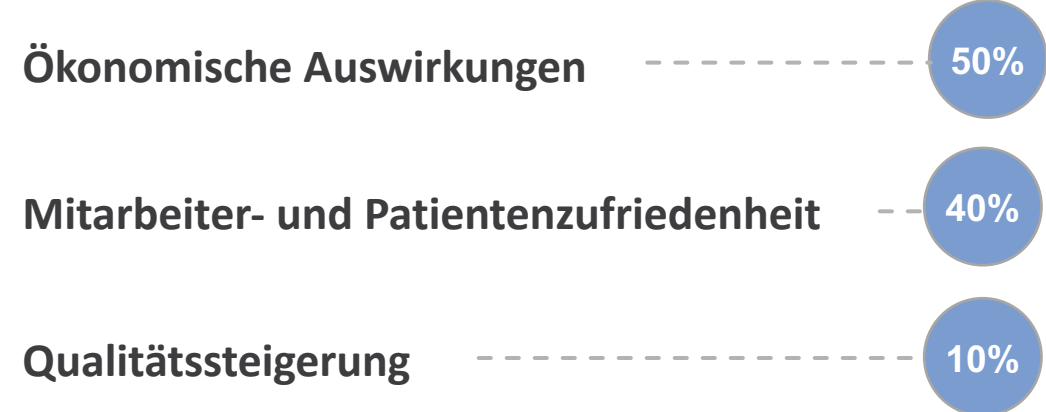 Ökonomische Auswirkungen 50%
Mitarbeiter- und Patientenzufriedenheit 40%
Qualitätssteigerung 10%